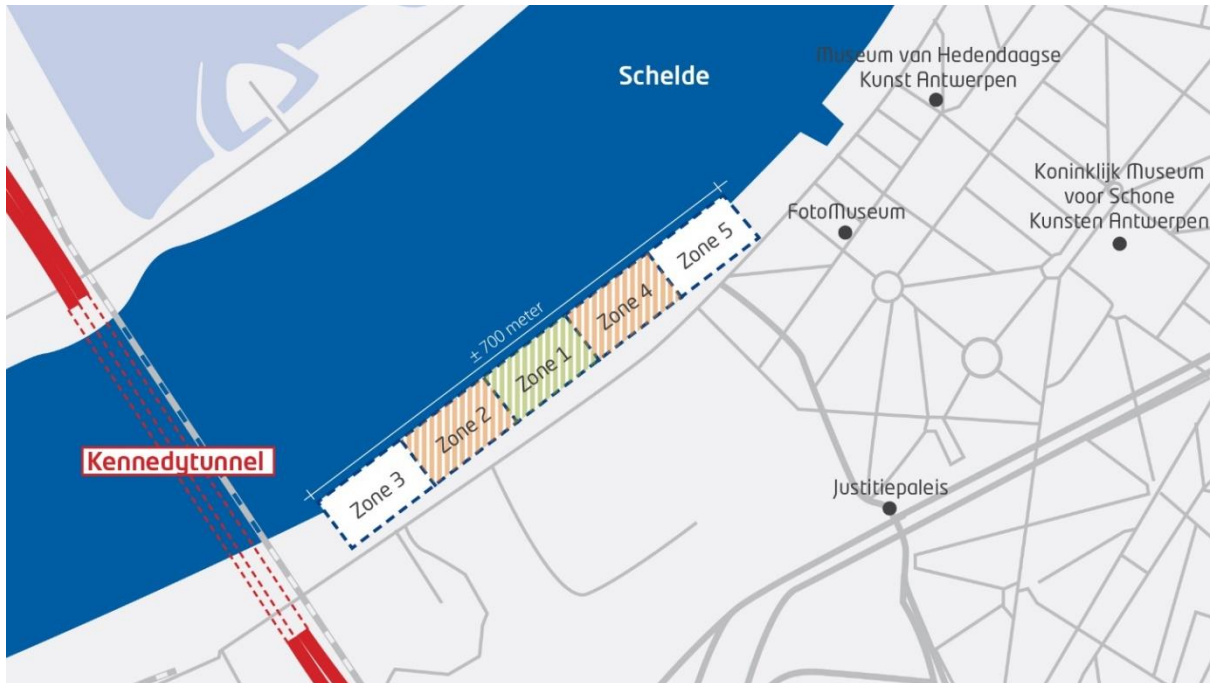 Schelde
Museum van Hedendaagse
Kunst Antwerpen
Koninklijk Museum
voor Schone
Kunsten Antwerpen
FotoMuseum
Zone 5
Zone 4
±700 meter
Zone 1
Zone 2
Kennedytunnel
Zone 3
Justitiepaleis